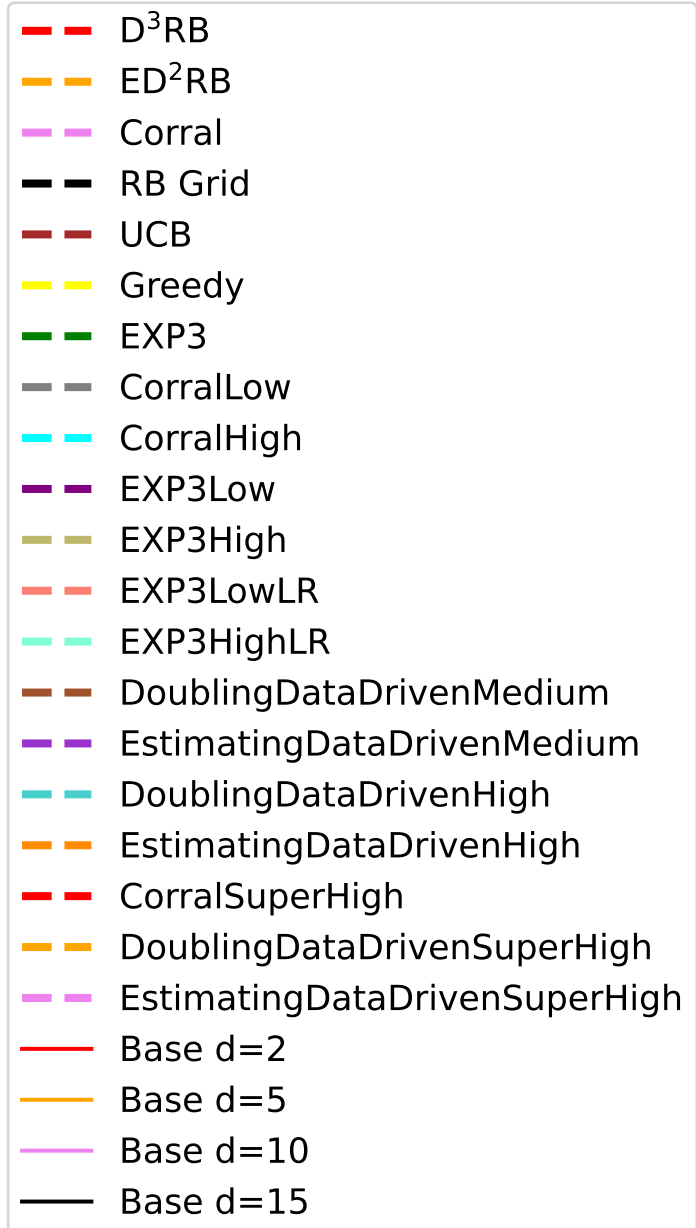 D³RB
ED²RB
Corral
RB Grid
UCB
Greedy
EXP3
CorralLow
CorralHigh
EXP3Low
EXP3High
EXP3LowLR
EXP3HighLR
DoublingDataDrivenMedium
EstimatingDataDrivenMedium
DoublingDataDrivenHigh
EstimatingDataDrivenHigh
CorralSuperHigh
DoublingDataDrivenSuperHigh
EstimatingDataDrivenSuperHigh
Base d=2
Base d=5
Base d=10
Base d=15